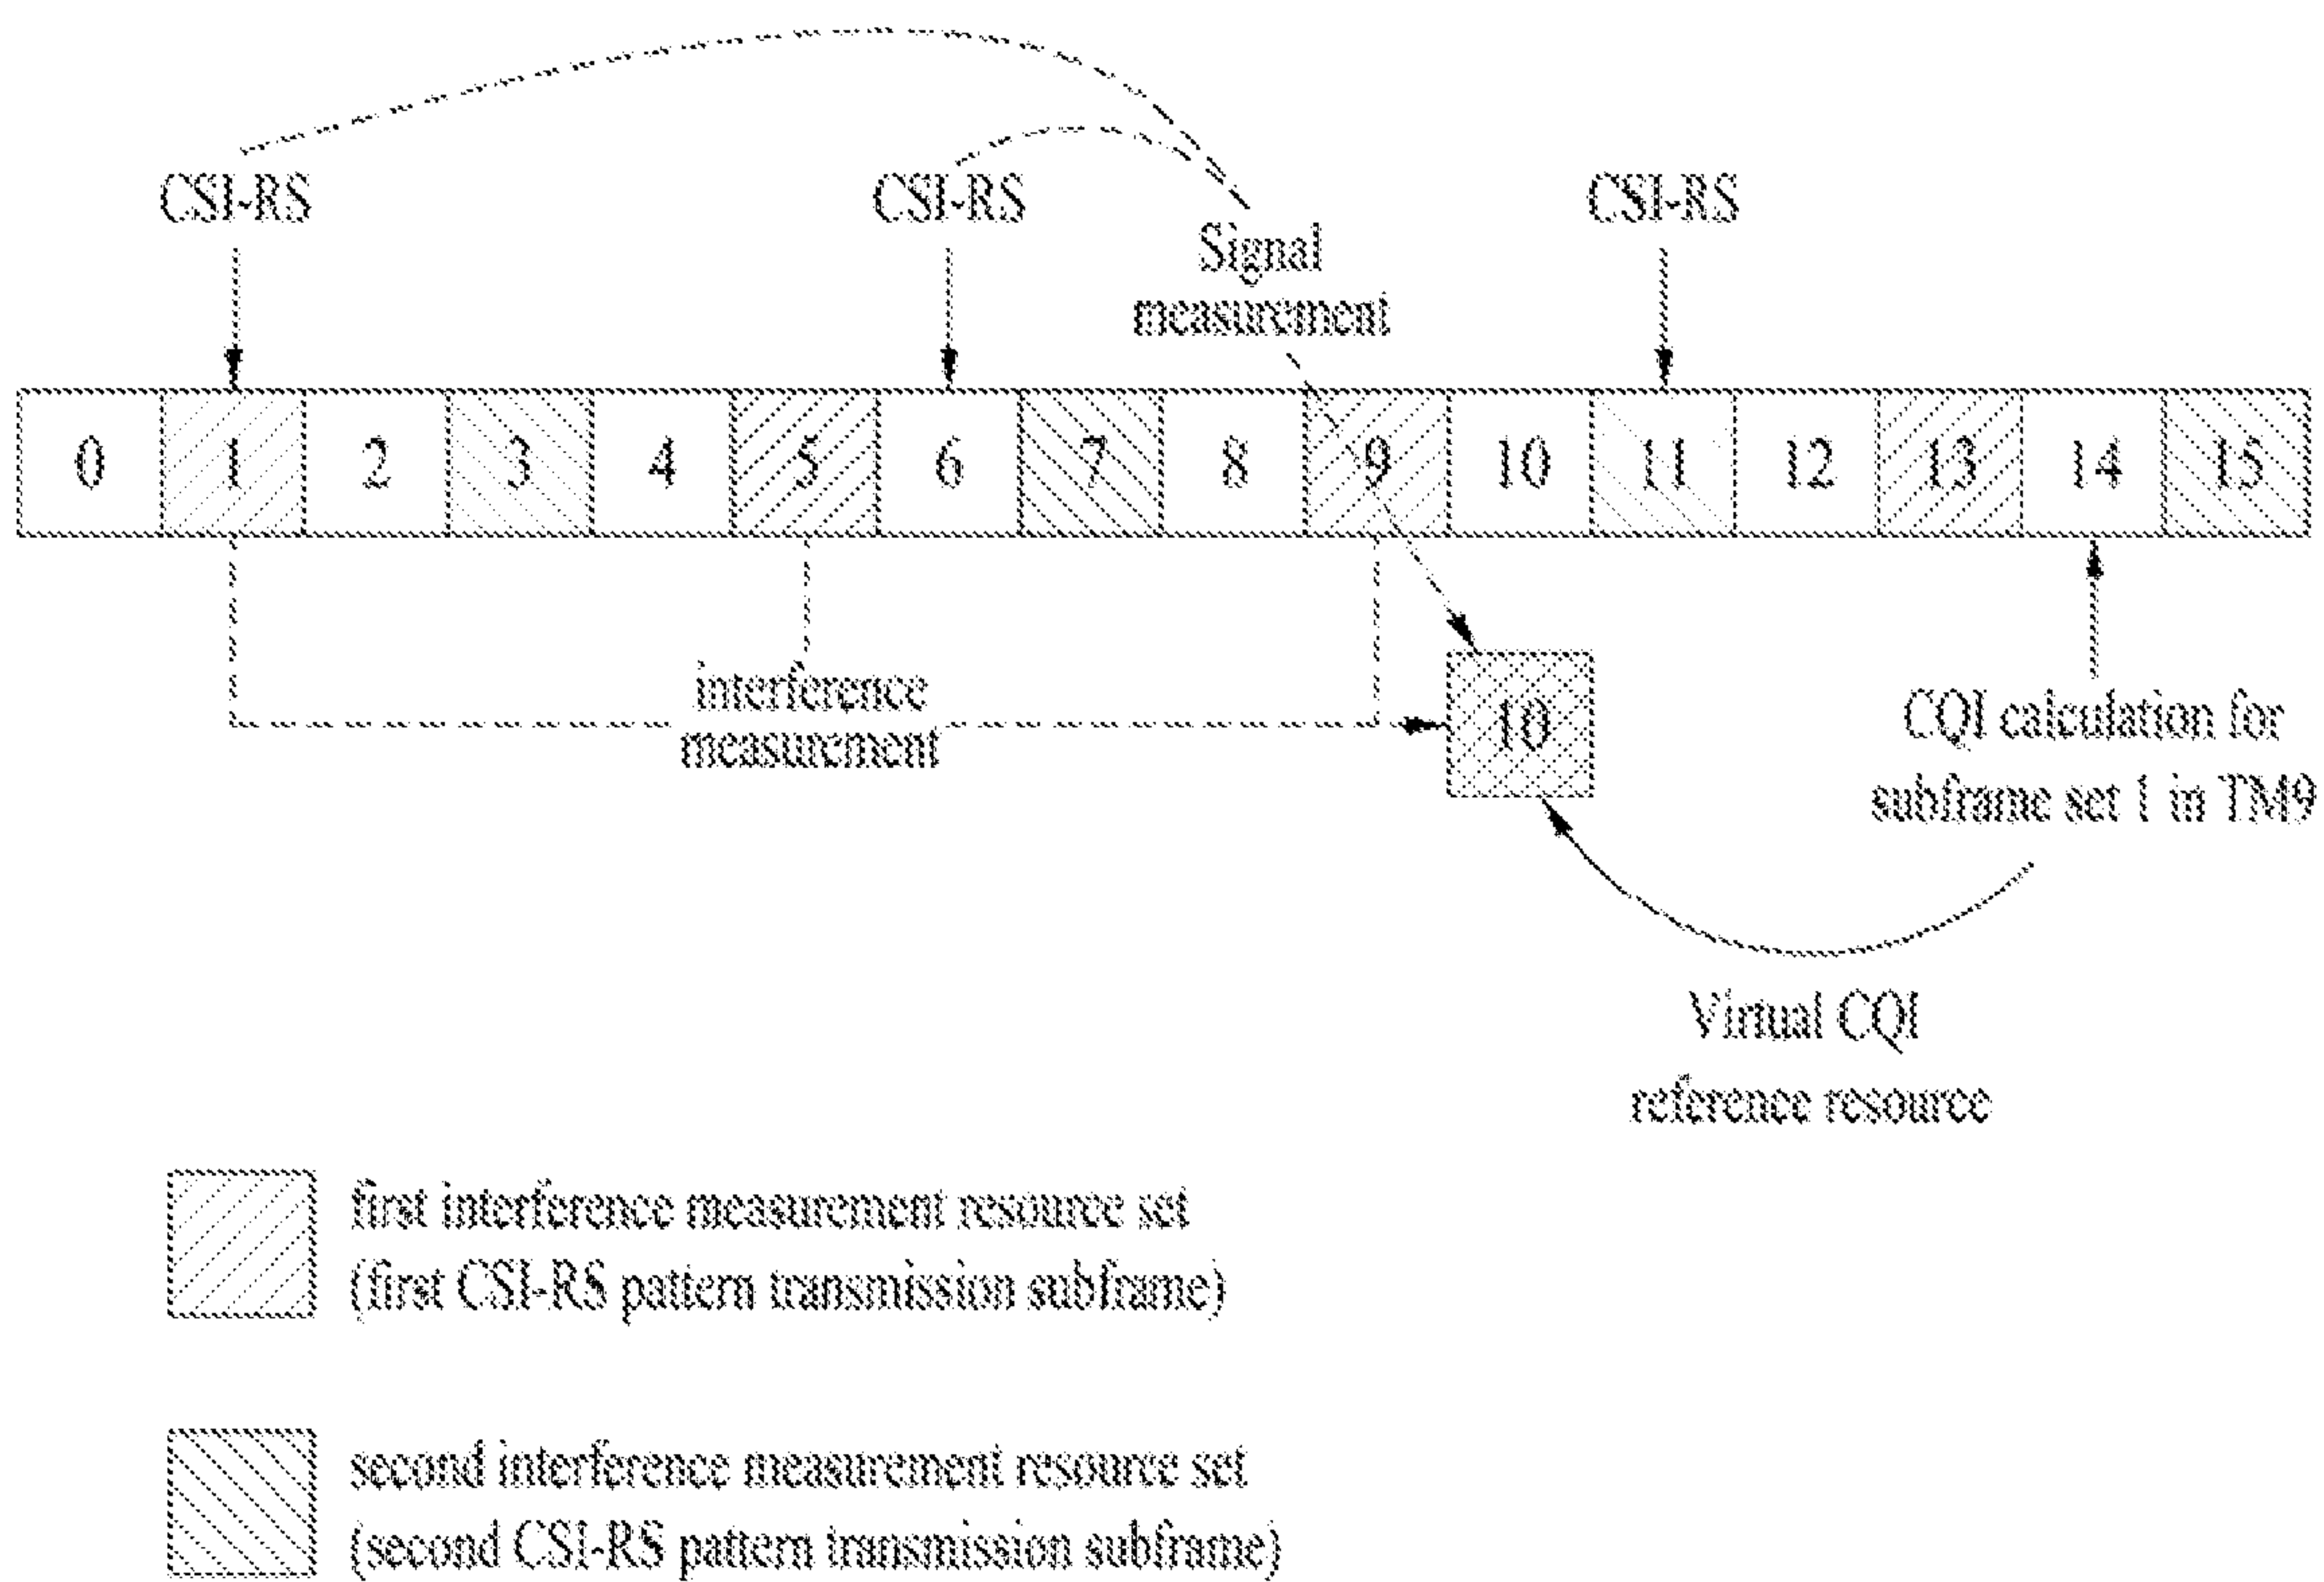 CSI-RS
CSI-RS
CSI-RS
Signal
measurement
0 1 2 3 4 5 6 7 8 9 10 11 12 13 14 15
interference
measurement
10
CQI calculation for
subframe set 1 in TM9
Virtual CQI
reference resource
first interference measurement resource set
(first CSI-RS pattern transmission subframe)
second interference measurement resource set
(second CSI-RS pattern transmission subframe)